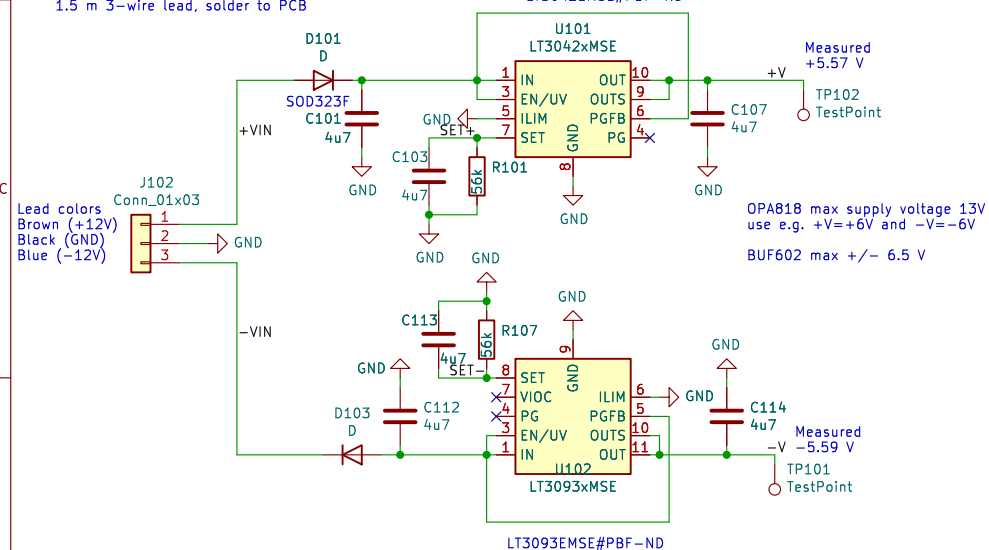 1.5 m 3-wire lead, solder to PCB
D101
D
SOD323F
C101
4u7
GND
+VIN
U101
LT3042xMSE
1
IN
3
EN/UV
5
ILIM
7
SET
OUT
10
OUTS
9
PGFB
6
PG
4
GND
8
GND
GND
SET+
C103
4u7
R101
56k
GND
C107
4u7
GND
+V
Measured
+5.57 V
TP102
TestPoint
C
J102
Conn_01x03
1
2
3
GND
Lead colors
Brown (+12V)
Black (GND)
Blue (-12V)
OPA818 max supply voltage 13V
use e.g. +V=+6V and -V=-6V
BUF602 max +/- 6.5 V
-VIN
GND
C113
4u7
R107
56k
SET-
GND
9
GND
8
SET
7
VIOC
4
PG
3
EN/UV
1
IN
ILIM
6
PGFB
5
OUTS
10
OUT
11
U102
LT3093xMSE
GND
GND
C112
4u7
D103
D
GND
C114
4u7
-V
Measured
-5.59 V
TP101
TestPoint
LT3093EMSE#PBF-ND